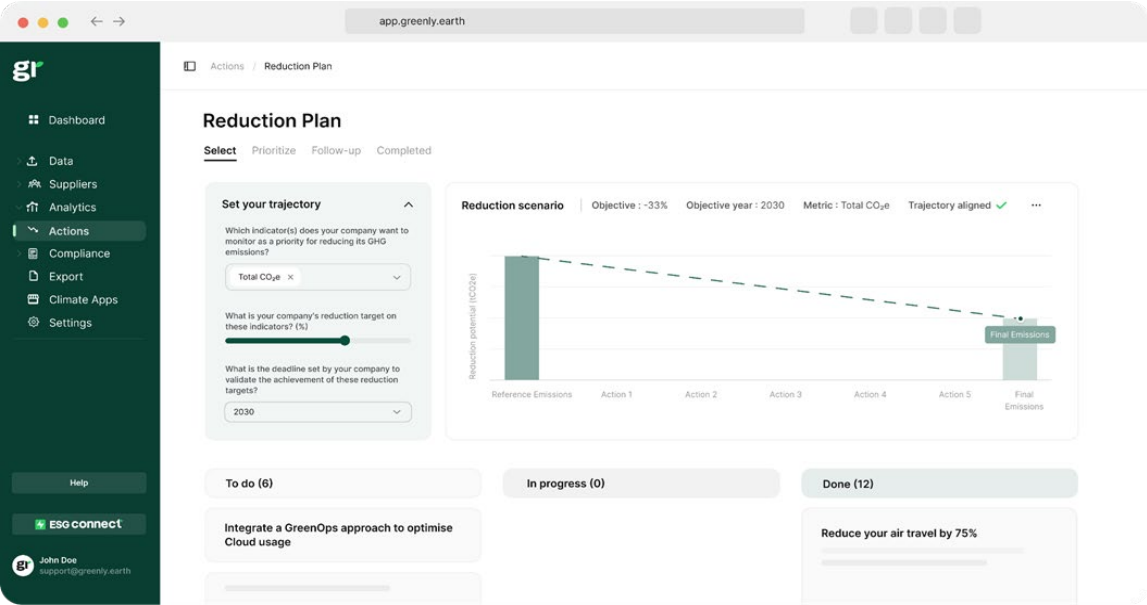 app.greenly.earth
gr
Actions / Reduction Plan
Dashboard
Data
Suppliers
Analytics
Actions
Compliance
Export
Climate Apps
Settings
Help
ESG connect
gr
John Doe
support@greenly.earth
Reduction Plan
Select Prioritize Follow-up Completed
Set your trajectory
Which indicator(s) does your company want to
monitor as a priority for reducing its GHG
emissions?
Total CO₂e ×
What is your company's reduction target on
these indicators? (%)
What is the deadline set by your company to
validate the achievement of these reduction
targets?
2030
Reduction scenario Objective : -33% Objective year : 2030 Metric : Total CO₂e Trajectory aligned
Reduction potential (tCO2e)
Final Emissions
Reference Emissions Action 1 Action 2 Action 3 Action 4 Action 5 Final
Emissions
To do (6)
Integrate a GreenOps approach to optimise
Cloud usage
In progress (0)
Done (12)
Reduce your air travel by 75%